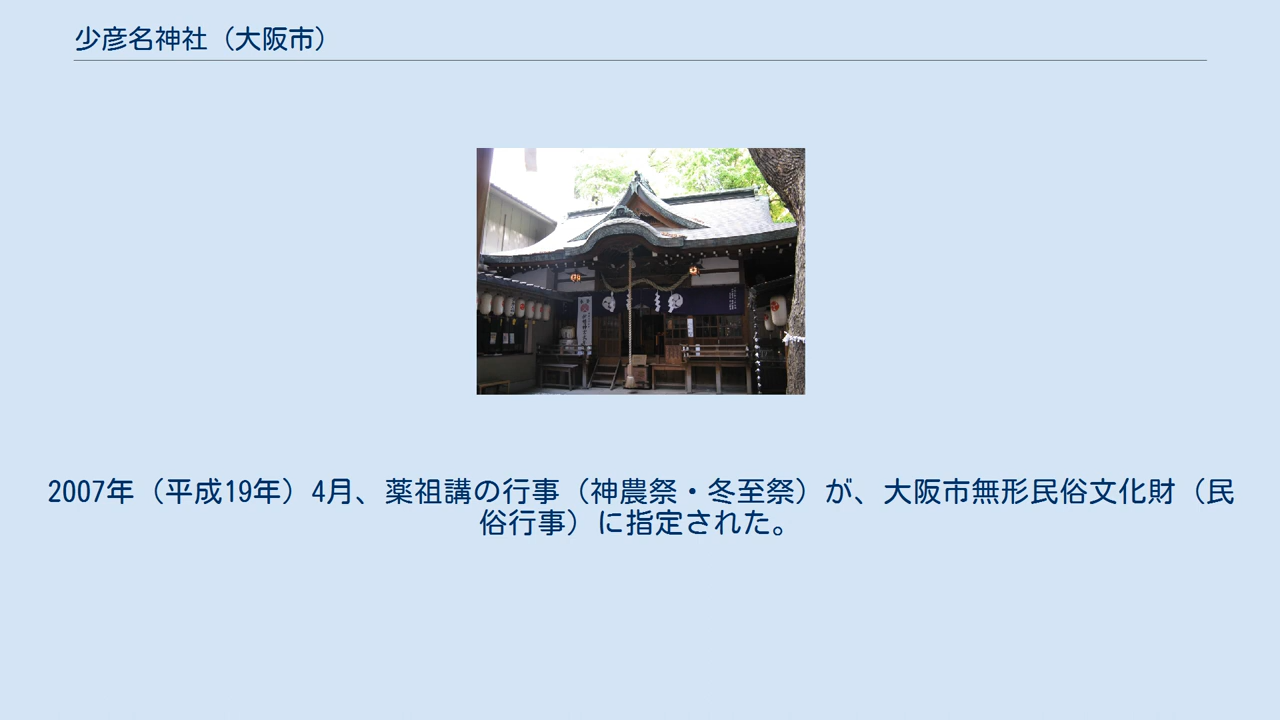 少彦名神社（大阪市）
2007年（平成19年）4月、薬祖講の行事（神農祭・冬至祭）が、大阪市無形民俗文化財（民
俗行事）に指定された。